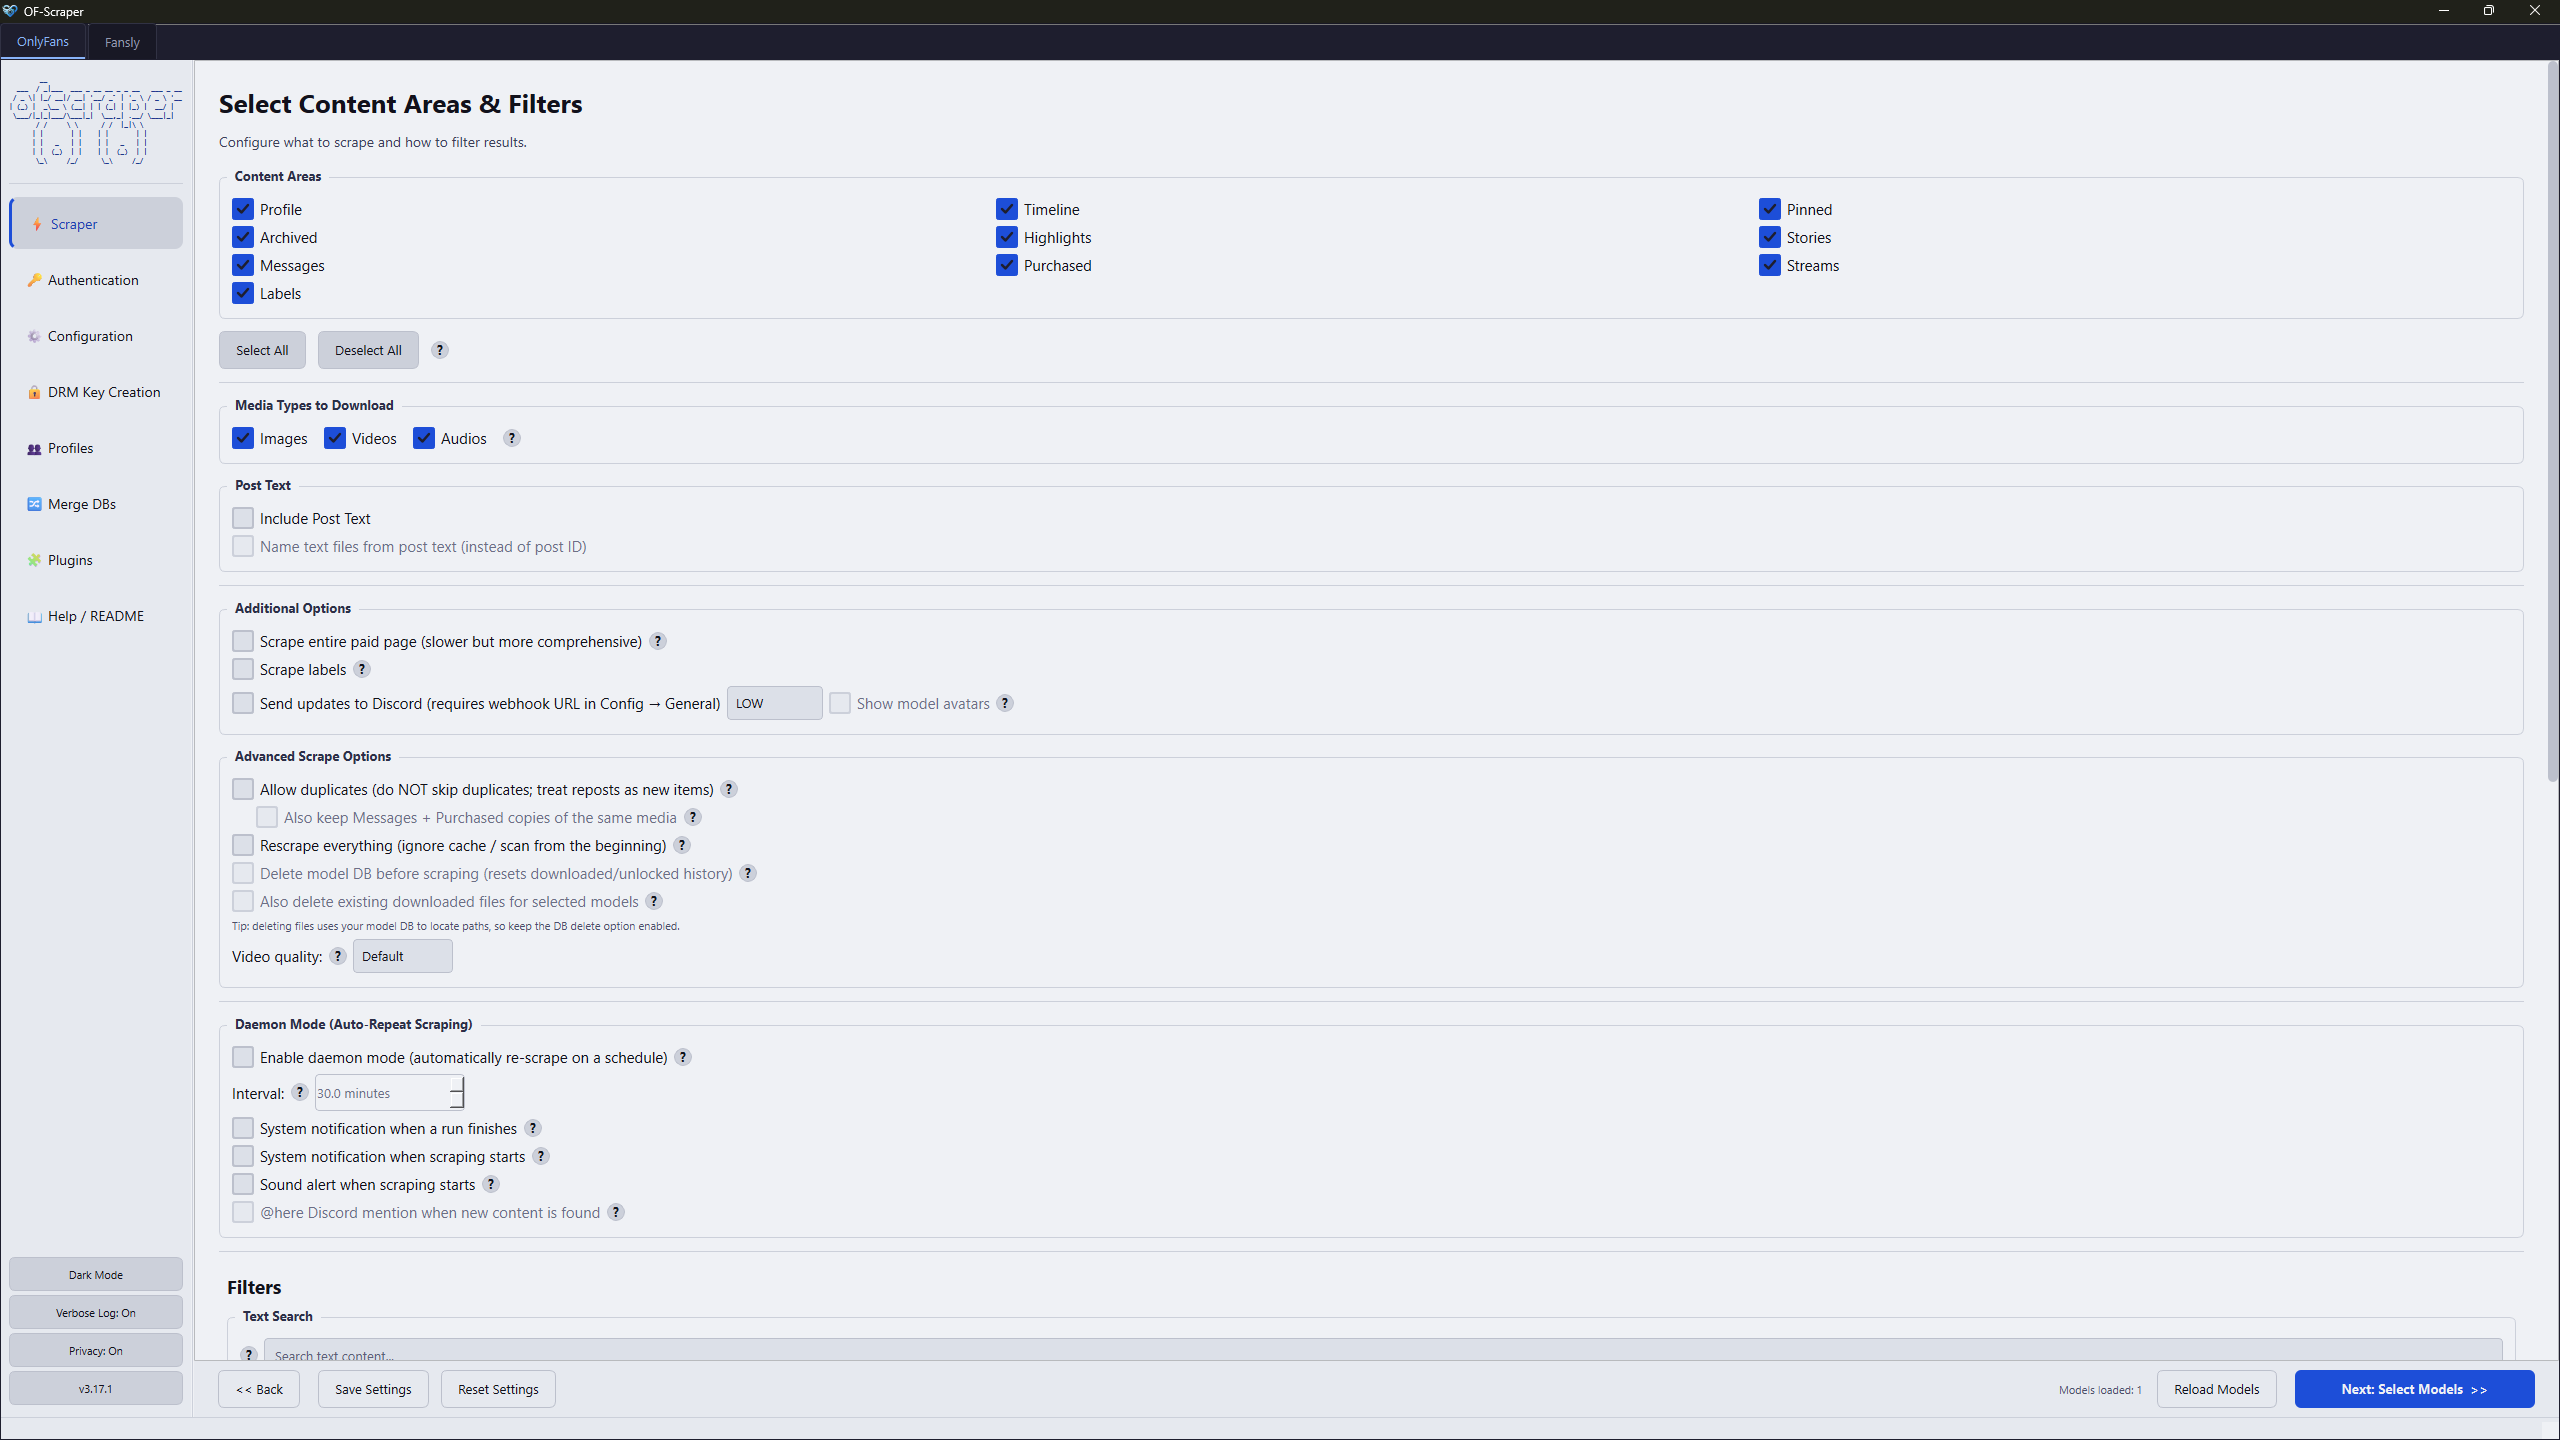 OF-Scraper
OnlyFans
Fansly
Scraper
Authentication
Configuration
DRM Key Creation
Profiles
Merge DBs
Plugins
Help / README
Dark Mode
Verbose Log: On
Privacy: On
v3.17.1
Select Content Areas & Filters
Configure what to scrape and how to filter results.
Content Areas
Profile Timeline Pinned
Archived Highlights Stories
Messages Purchased Streams
Labels
Select All Deselect All ?
Media Types to Download
Images Videos Audios ?
Post Text
Include Post Text
Name text files from post text (instead of post ID)
Additional Options
Scrape entire paid page (slower but more comprehensive) ?
Scrape labels ?
Send updates to Discord (requires webhook URL in Config → General) LOW Show model avatars ?
Advanced Scrape Options
Allow duplicates (do NOT skip duplicates; treat reposts as new items) ?
Also keep Messages + Purchased copies of the same media ?
Rescrape everything (ignore cache / scan from the beginning) ?
Delete model DB before scraping (resets downloaded/unlocked history) ?
Also delete existing downloaded files for selected models ?
Tip: deleting files uses your model DB to locate paths, so keep the DB delete option enabled.
Video quality: ? Default
Daemon Mode (Auto-Repeat Scraping)
Enable daemon mode (automatically re-scrape on a schedule) ?
Interval: ? 30.0 minutes
System notification when a run finishes ?
System notification when scraping starts ?
Sound alert when scraping starts ?
@here Discord mention when new content is found ?
Filters
Text Search
? Search text content...
<< Back Save Settings Reset Settings Models loaded: 1 Reload Models Next: Select Models >>